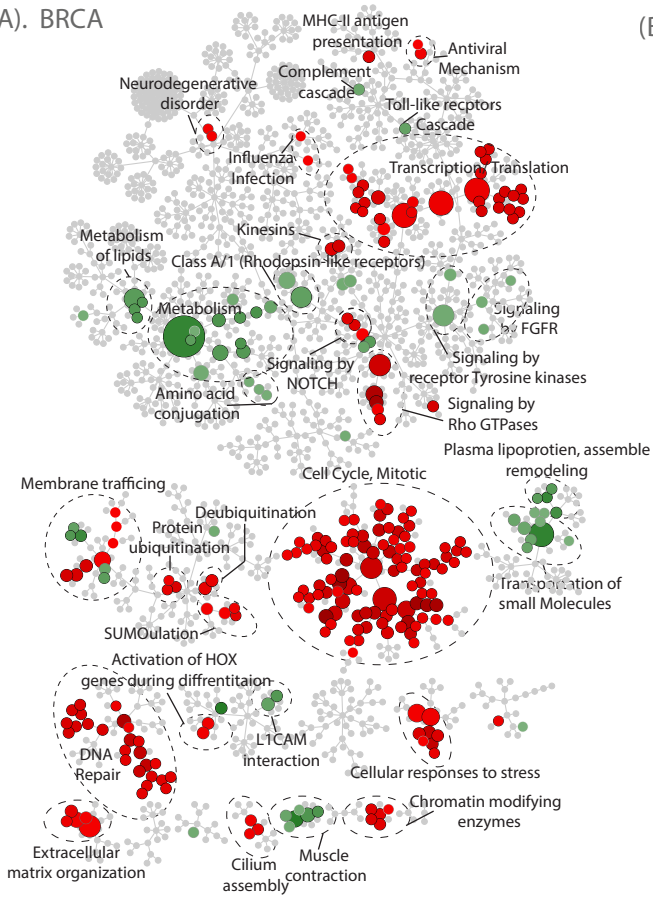 A). BRCA
(B
MHC-II antigen
presentation
Antiviral
Mechanism
Complement
cascade
Neurodegenerative
disorder
Toll-like recptors
Cascade
Influenza
Infection
Transcription, Translation
Kinesins
Metabolism
of lipids
Class A/1 (Rhodopsin-like receptors)
Metabolism
Signaling
by FGFR
Signaling by
NOTCH
Signaling by
receptor Tyrosine kinases
Amino acid
conjugation
Signaling by
Rho GTPases
Plasma lipoprotien, assemble
remodeling
Membrane trafficing
Cell Cycle, Mitotic
Deubiquitination
Protein
ubiquitination
Transportation of
small Molecules
SUMOulation
Activation of HOX
genes during diffrentitaion
L1CAM
interaction
DNA
Repair
Cellular responses to stress
Chromatin modifying
enzymes
Extracellular
matrix organization
Cilium
assembly
Muscle
contraction